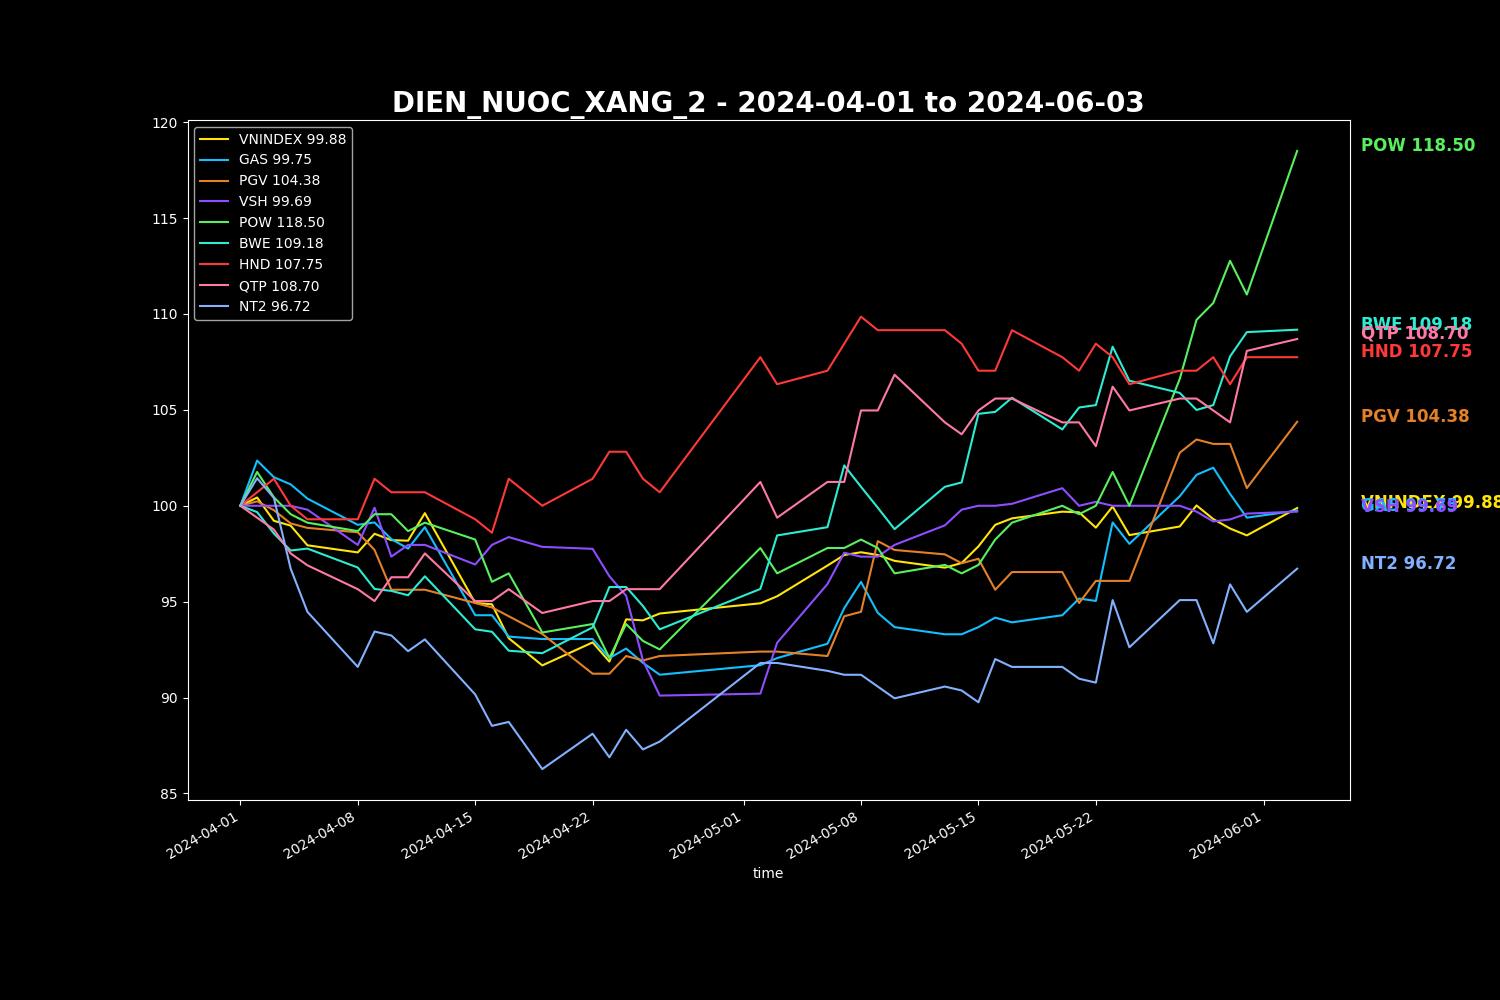 DIEN_NUOC_XANG_2 - 2024-04-01 to 2024-06-03
120
115
110
105
100
95
90
85
VNINDEX 99.88
GAS 99.75
PGV 104.38
VSH 99.69
POW 118.50
BWE 109.18
HND 107.75
QTP 108.70
NT2 96.72
POW 118.50
BWE 109.18
QTP 108.70
HND 107.75
PGV 104.38
VNINDEX 99.88
NT2 96.72
2024-04-01
2024-04-08
2024-04-15
2024-04-22
2024-05-01
2024-05-08
2024-05-15
2024-05-22
2024-06-01
time